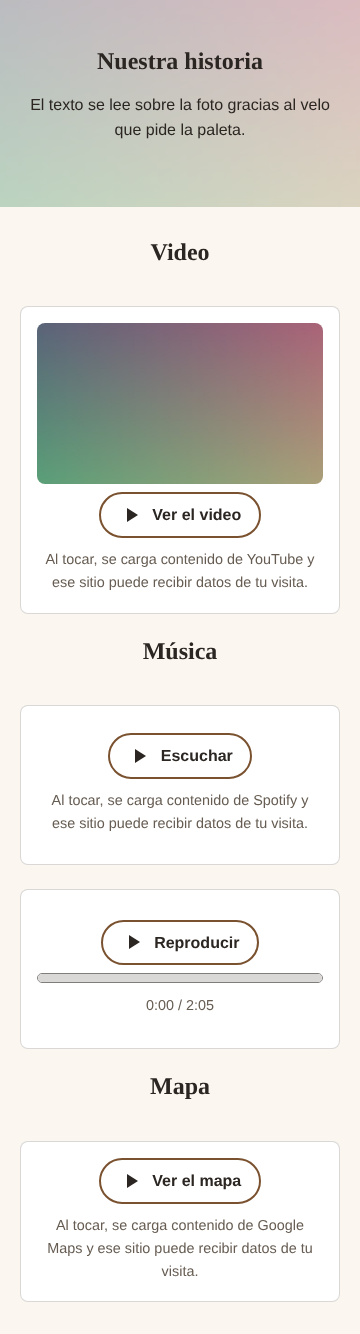 Nuestra historia
El texto se lee sobre la foto gracias al velo
que pide la paleta.
Video
Ver el video
Al tocar, se carga contenido de YouTube y
ese sitio puede recibir datos de tu visita.
Música
Escuchar
Al tocar, se carga contenido de Spotify y
ese sitio puede recibir datos de tu visita.
Reproducir
0:00 / 2:05
Mapa
Ver el mapa
Al tocar, se carga contenido de Google
Maps y ese sitio puede recibir datos de tu
visita.